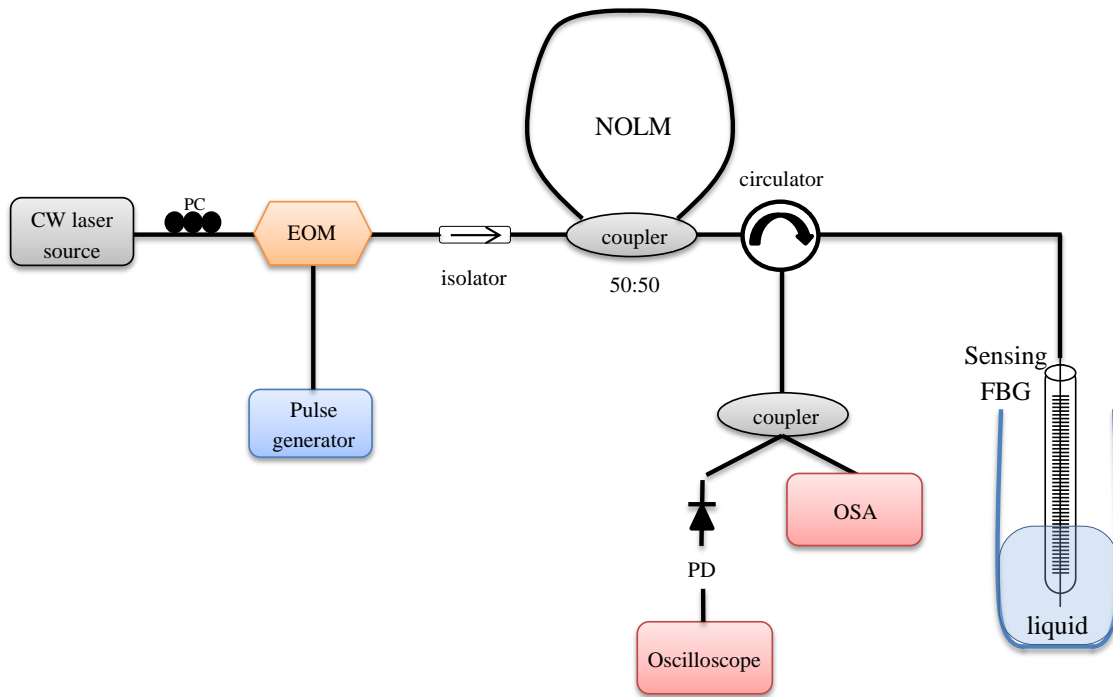 NOLM
circulator
PC
CW laser
source
EOM
coupler
isolator
50:50
Sensing
FBG
Pulse
generator
coupler
OSA
PD
liquid
Oscilloscope